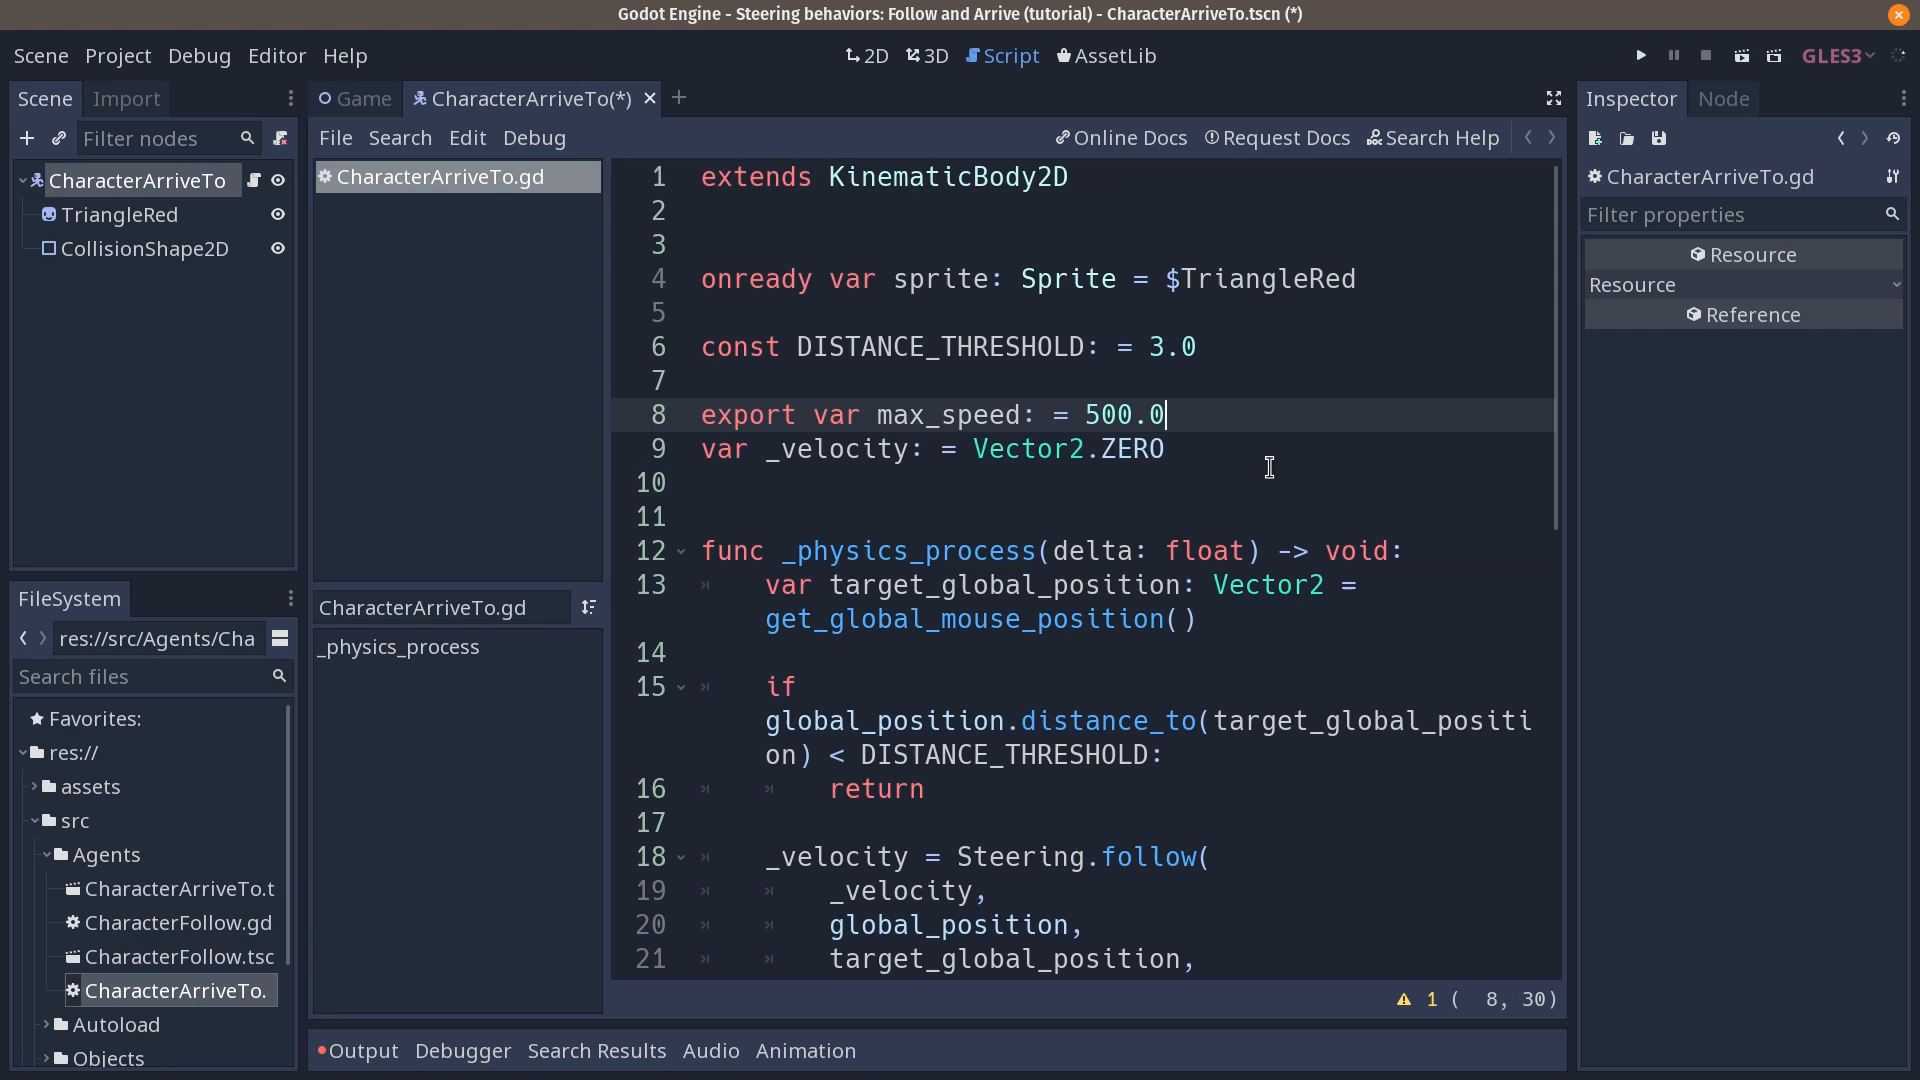 Godot Engine - Steering behaviors: Follow and Arrive (tutorial) - CharacterArriveTo.tscn (*)
Scene Project Debug Editor Help
2D 3D Script AssetLib
GLES3
Scene Import
Filter nodes
CharacterArriveTo
TriangleRed
CollisionShape2D
FileSystem
res://src/Agents/Cha
Search files
Favorites:
res://
assets
src
Agents
CharacterArriveTo.t
CharacterFollow.gd
CharacterFollow.tsc
CharacterArriveTo.
Autoload
Objects
Game CharacterArriveTo(*)
File Search Edit Debug
Online Docs Request Docs Search Help
CharacterArriveTo.gd
CharacterArriveTo.gd
_physics_process
1 extends KinematicBody2D
2
3
4 onready var sprite: Sprite = $TriangleRed
5
6 const DISTANCE_THRESHOLD: = 3.0
7
8 export var max_speed: = 500.0
9 var _velocity: = Vector2.ZERO
10
11
12 func _physics_process(delta: float) -> void:
13 var target_global_position: Vector2 =
get_global_mouse_position()
14
15 if
global_position.distance_to(target_global_positi
on) < DISTANCE_THRESHOLD:
16 return
17
18 _velocity = Steering.follow(
19 _velocity,
20 global_position,
21 target_global_position,
1 ( 8, 30)
Output Debugger Search Results Audio Animation
Inspector Node
CharacterArriveTo.gd
Filter properties
Resource
Resource
Reference